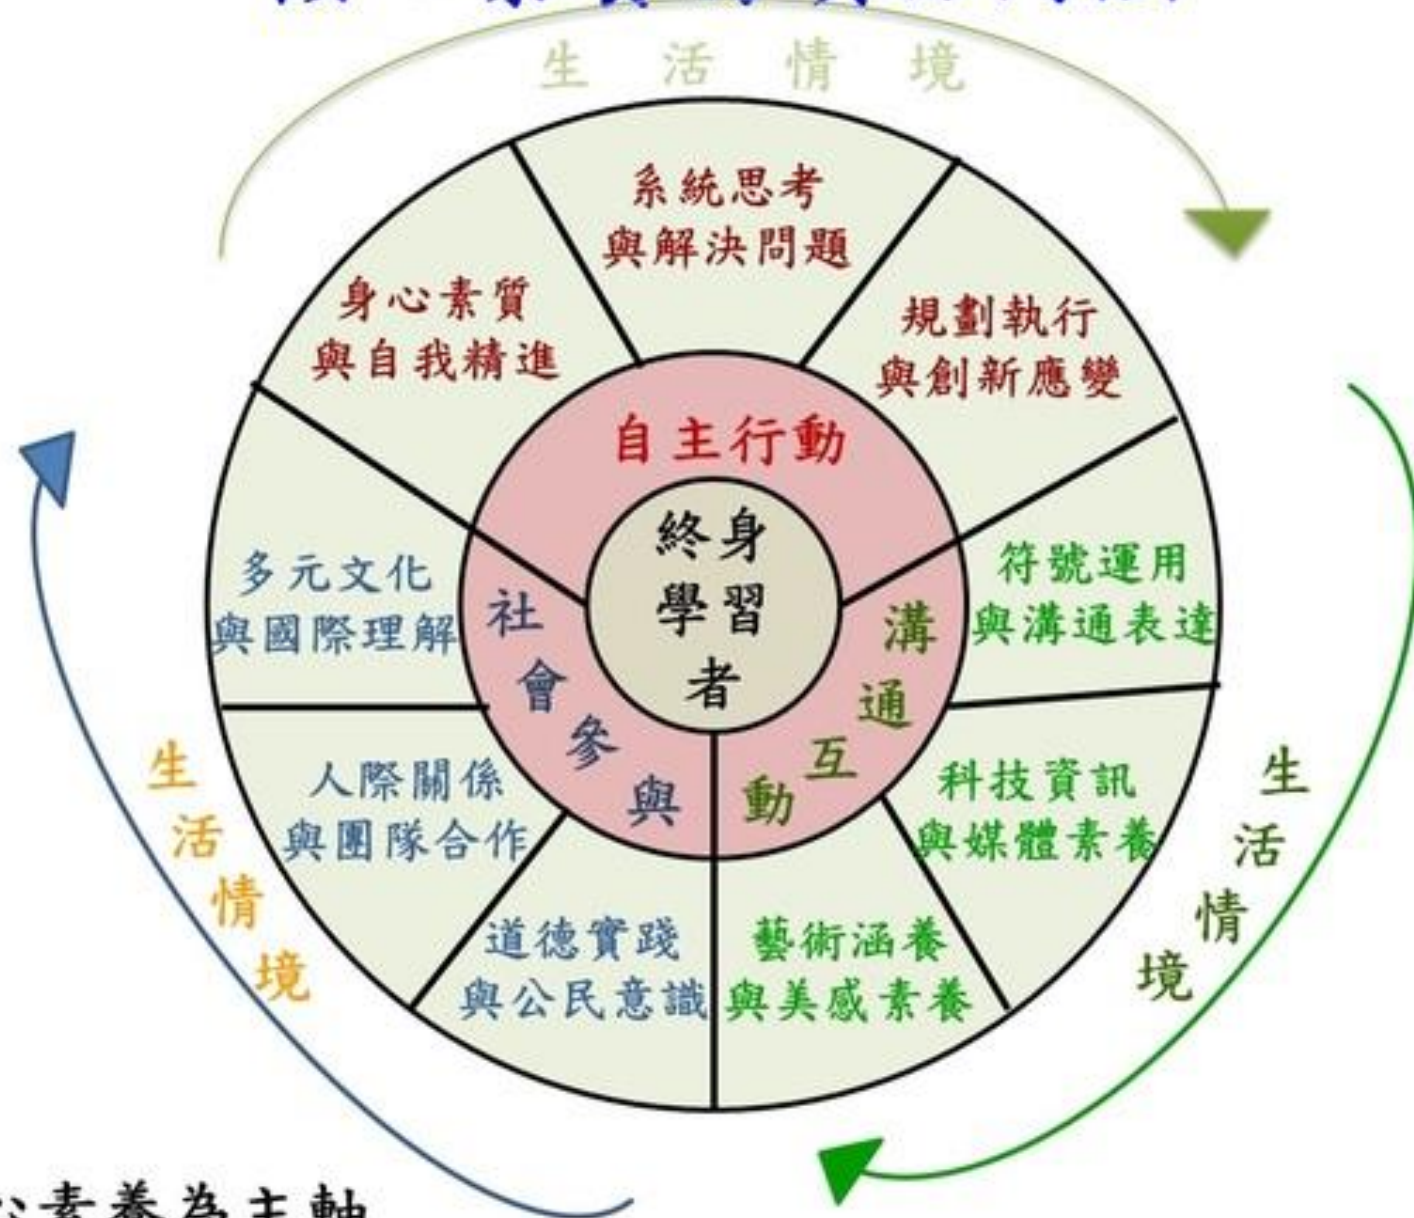 生活情境
系統思考
與解決問題
身心素質
與自我精進
規劃執行
與創新應變
自主行動
終身
學習
者
多元文化
與國際理解
社會參與
溝通互動
符號運用
與溝通表達
人際關係
與團隊合作
科技資訊
與媒體素養
道德實踐
與公民意識
藝術涵養
與美感素養
生活情境
生活情境
素養為主軸